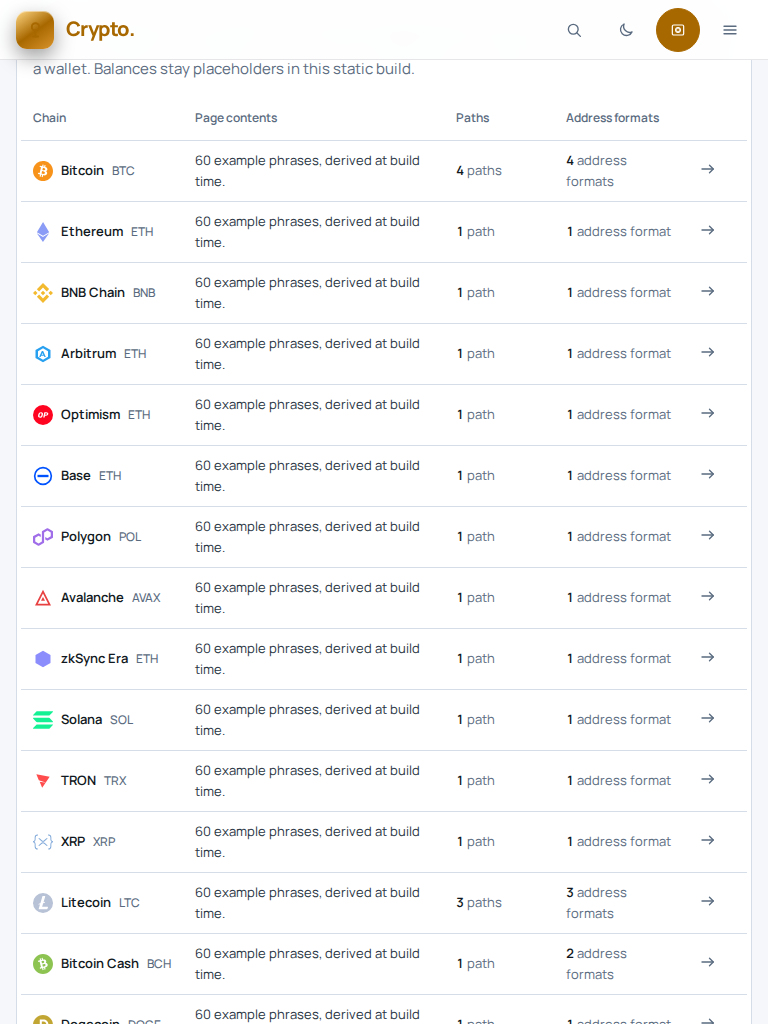 Crypto.
a wallet. Balances stay placeholders in this static build.
Chain Page contents Paths Address formats
Bitcoin BTC 60 example phrases, derived at build time. 4 paths 4 address formats
Ethereum ETH 60 example phrases, derived at build time. 1 path 1 address format
BNB Chain BNB 60 example phrases, derived at build time. 1 path 1 address format
Arbitrum ETH 60 example phrases, derived at build time. 1 path 1 address format
Optimism ETH 60 example phrases, derived at build time. 1 path 1 address format
Base ETH 60 example phrases, derived at build time. 1 path 1 address format
Polygon POL 60 example phrases, derived at build time. 1 path 1 address format
Avalanche AVAX 60 example phrases, derived at build time. 1 path 1 address format
zkSync Era ETH 60 example phrases, derived at build time. 1 path 1 address format
Solana SOL 60 example phrases, derived at build time. 1 path 1 address format
TRON TRX 60 example phrases, derived at build time. 1 path 1 address format
XRP XRP 60 example phrases, derived at build time. 1 path 1 address format
Litecoin LTC 60 example phrases, derived at build time. 3 paths 3 address formats
Bitcoin Cash BCH 60 example phrases, derived at build time. 1 path 2 address formats
Dogecoin DOGE 60 example phrases, derived at build 1 path 1 address format